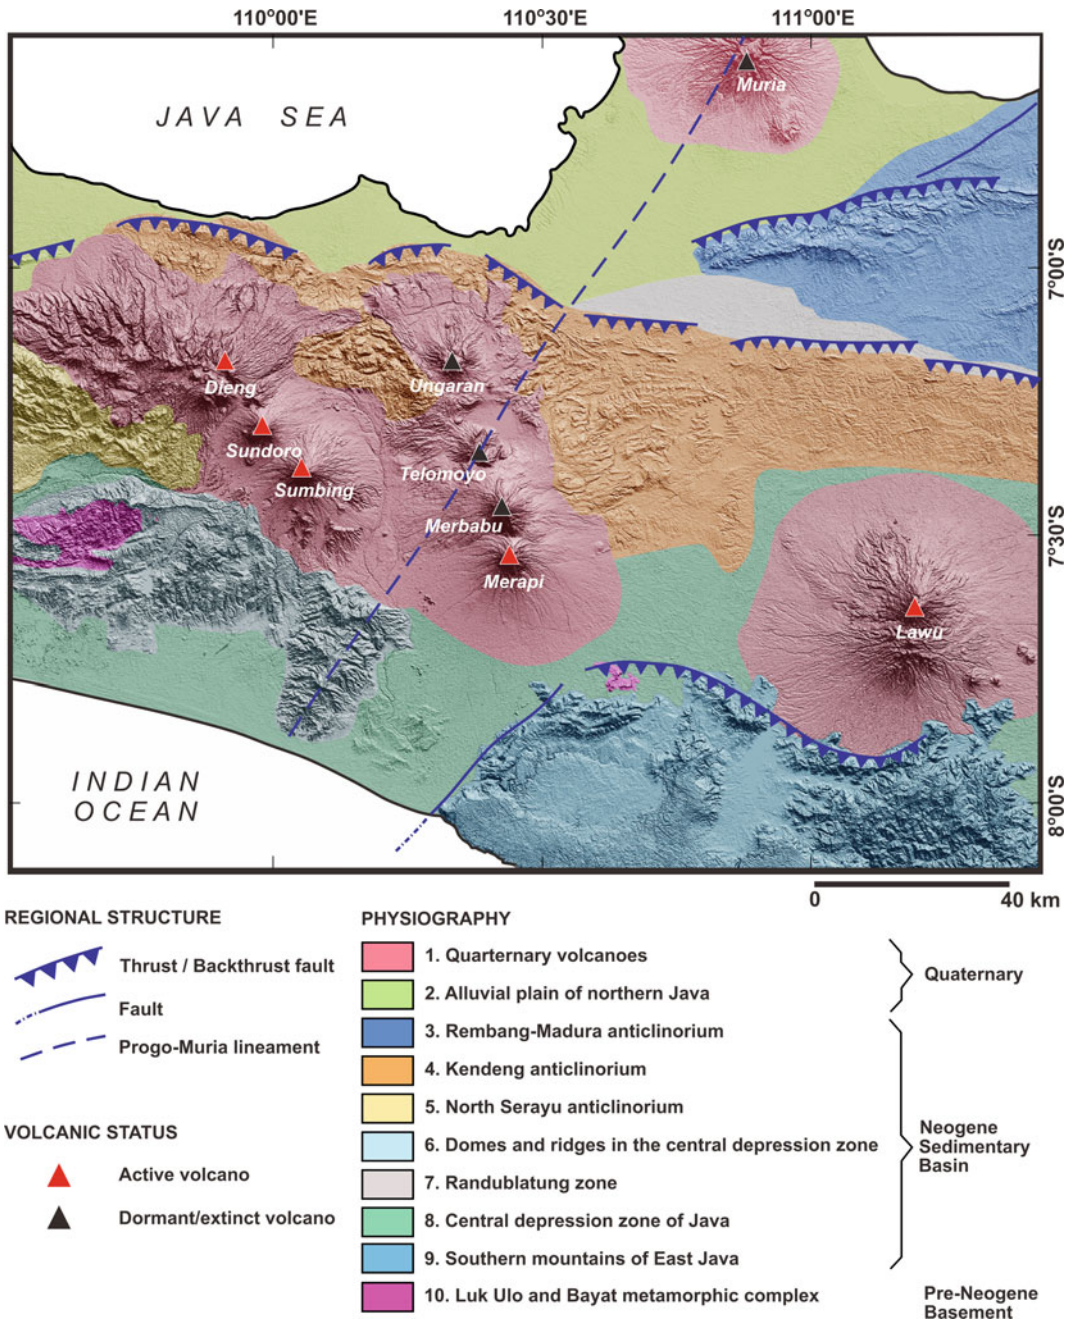 110°00'E 110°30'E 111°00'E
Muria
JAVA SEA
7°00'S
Dieng
Ungaran
Sundoro
Telomoyo
Sumbing
Merbabu
7°30'S
Merapi
Lawu
INDIAN
OCEAN
8°00'S
0 40 km
REGIONAL STRUCTURE
Thrust / Backthrust fault
Fault
Progo-Muria lineament
VOLCANIC STATUS
Active volcano
Dormant/extinct volcano
PHYSIOGRAPHY
1. Quarternary volcanoes
2. Alluvial plain of northern Java
3. Rembang-Madura anticlinorium
4. Kendeng anticlinorium
5. North Serayu anticlinorium
6. Domes and ridges in the central depression zone
7. Randublatung zone
8. Central depression zone of Java
9. Southern mountains of East Java
10. Luk Ulo and Bayat metamorphic complex
Quaternary
Neogene
Sedimentary
Basin
Pre-Neogene
Basement